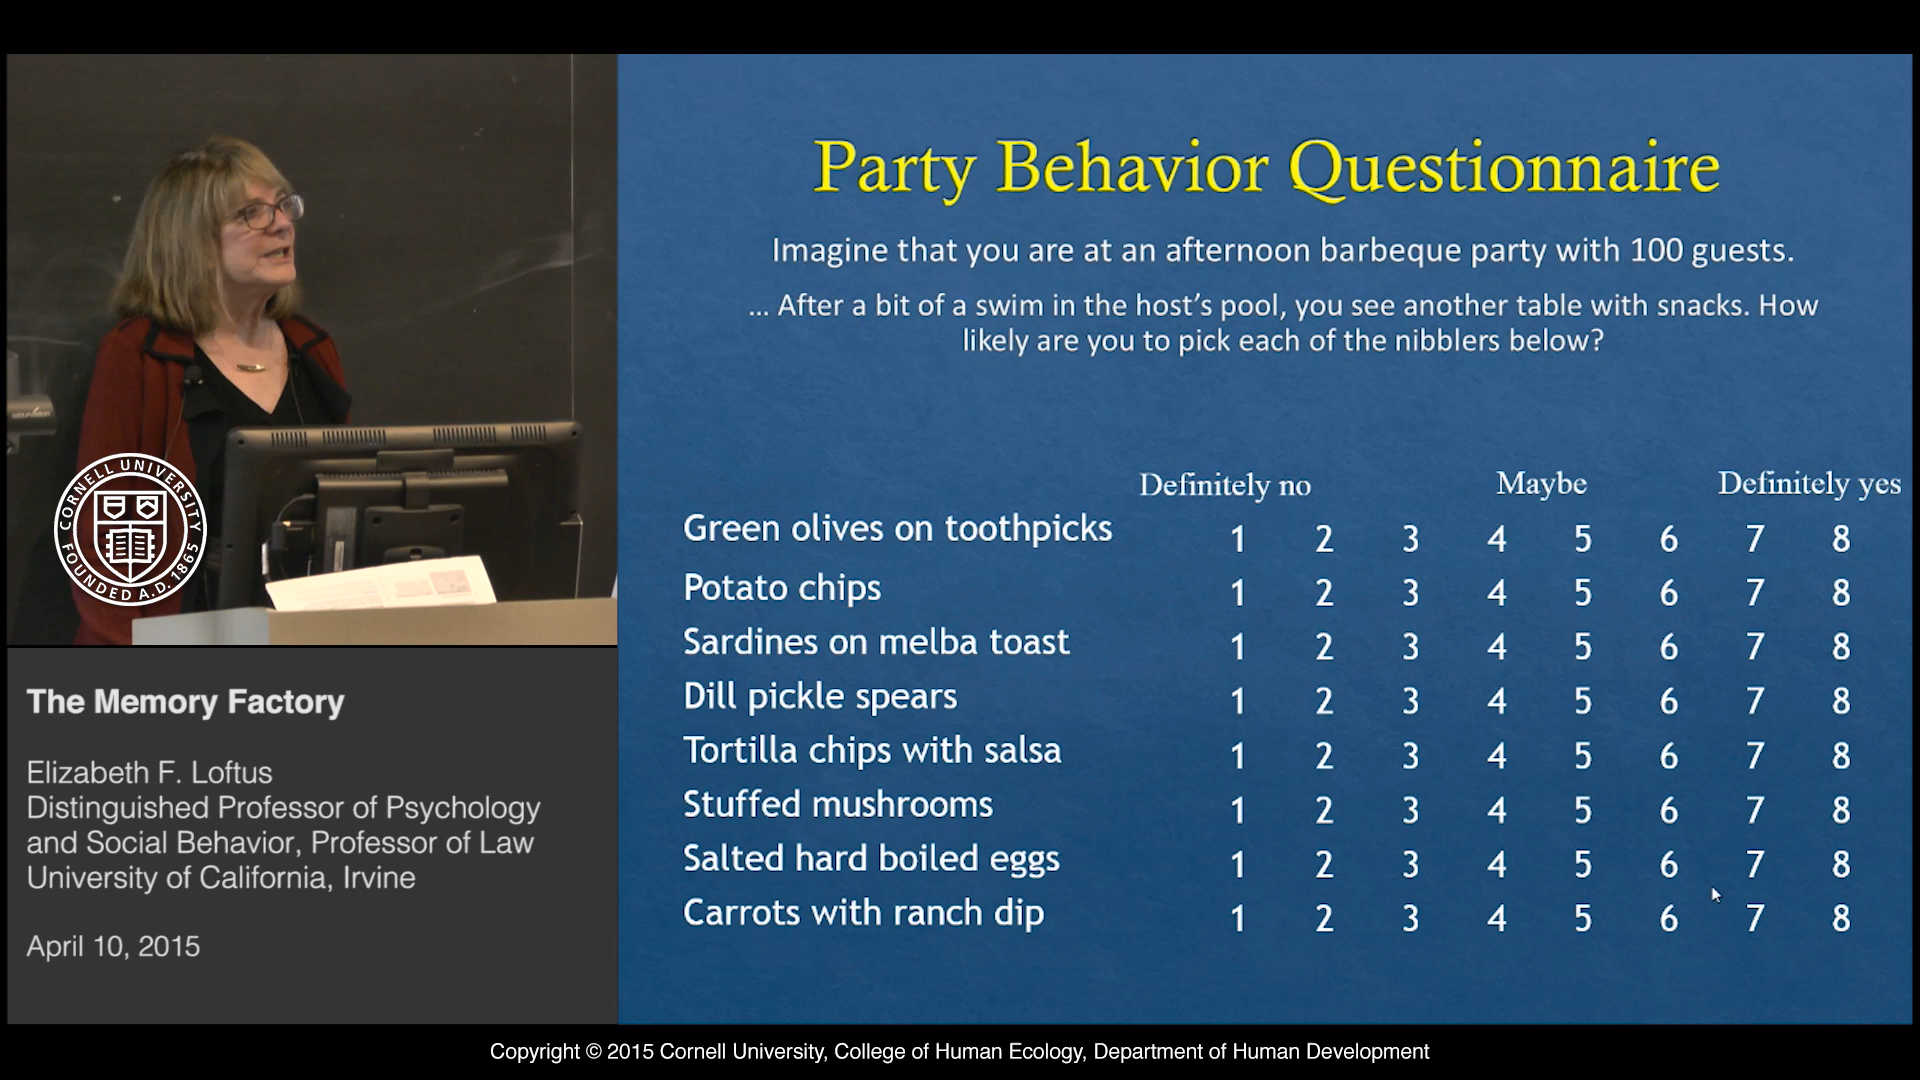 Party Behavior Questionnaire
Imagine that you are at an afternoon barbeque party with 100 guests.
... After a bit of a swim in the host's pool, you see another table with snacks. How
likely are you to pick each of the nibblers below?
Definitely no Maybe Definitely yes
Green olives on toothpicks 1 2 3 4 5 6 7 8
Potato chips 1 2 3 4 5 6 7 8
Sardines on melba toast 1 2 3 4 5 6 7 8
Dill pickle spears 1 2 3 4 5 6 7 8
Tortilla chips with salsa 1 2 3 4 5 6 7 8
Stuffed mushrooms 1 2 3 4 5 6 7 8
Salted hard boiled eggs 1 2 3 4 5 6 7 8
Carrots with ranch dip 1 2 3 4 5 6 7 8
CORNELL UNIVERSITY
FOUNDED A.D. 1865
The Memory Factory
Elizabeth F. Loftus
Distinguished Professor of Psychology
and Social Behavior, Professor of Law
University of California, Irvine
April 10, 2015
Copyright © 2015 Cornell University, College of Human Ecology, Department of Human Development